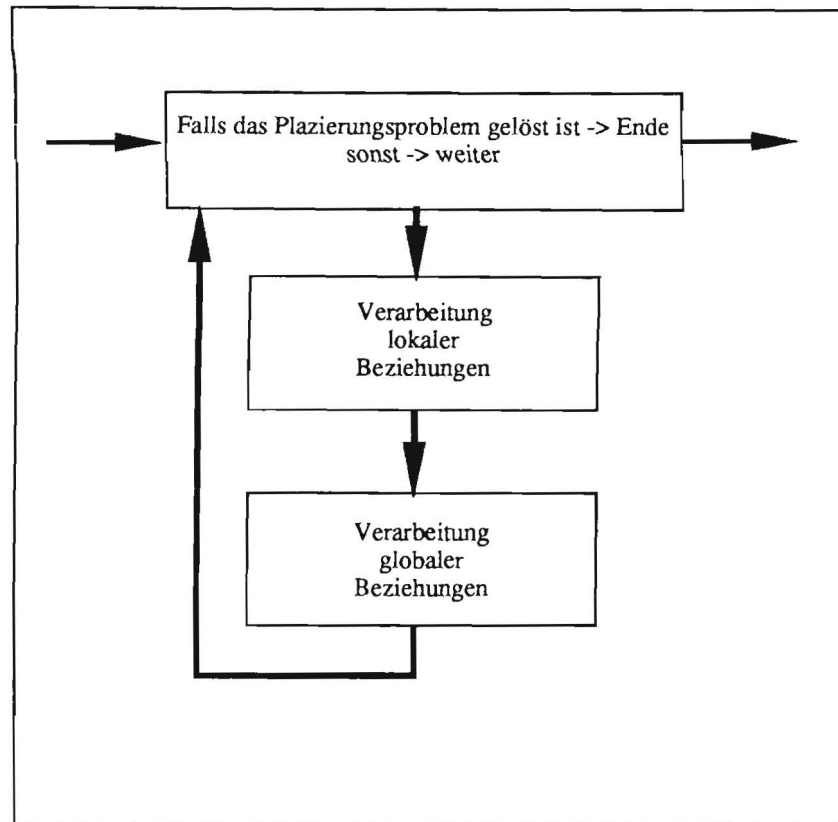 Falls das Plazierungsproblem gelöst ist -> Ende
sonst -> weiter
Verarbeitung
lokaler
Beziehungen
Verarbeitung
globaler
Beziehungen